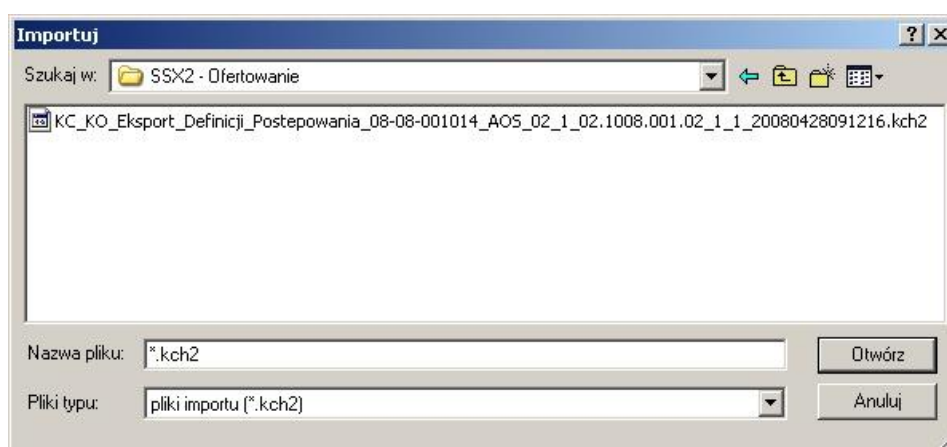 Importuj
Szukaj w: SSX2 - Ofertowanie
KC_KO_Eksport_Definicji_Postepowania_08-08-001014_AOS_02_1_02.1008.001.02_1_1_20080428091216.kch2
Nazwa pliku: *.kch2 Otwórz
Pliki typu: pliki importu (*.kch2) Anuluj